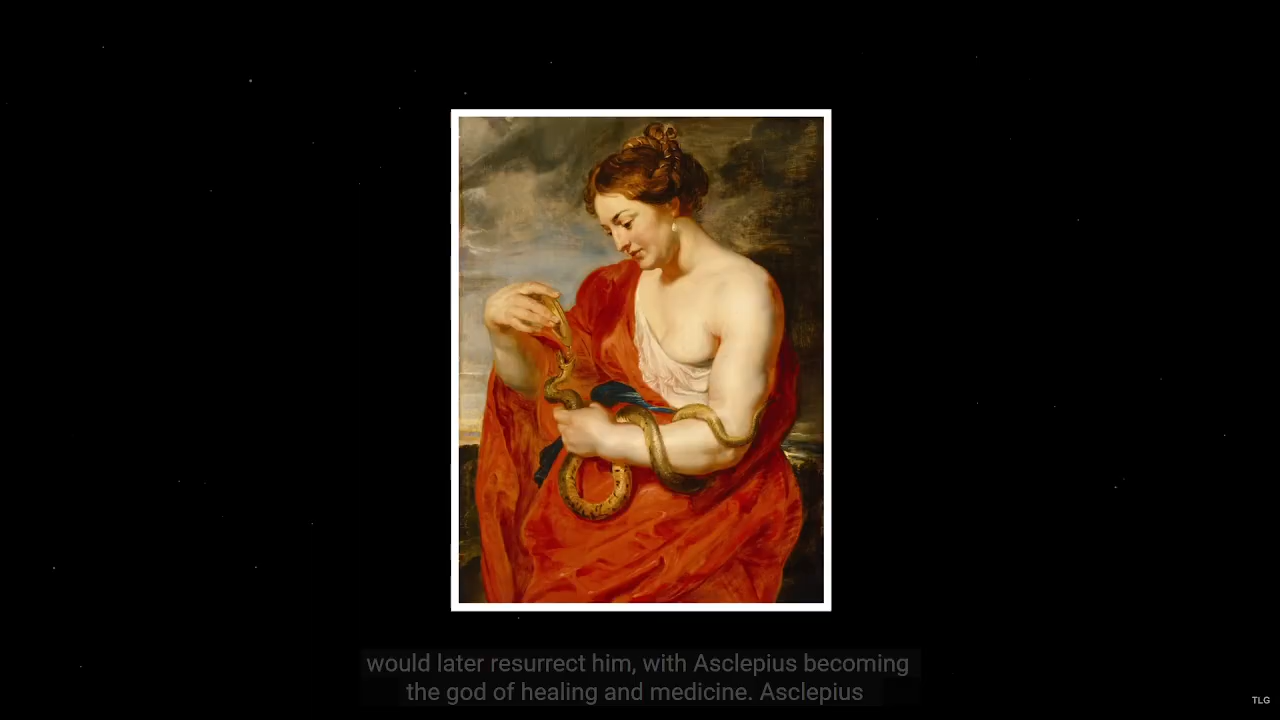 would later resurrect him, with Asclepius becoming
the god of healing and medicine. Asclepius
TLG